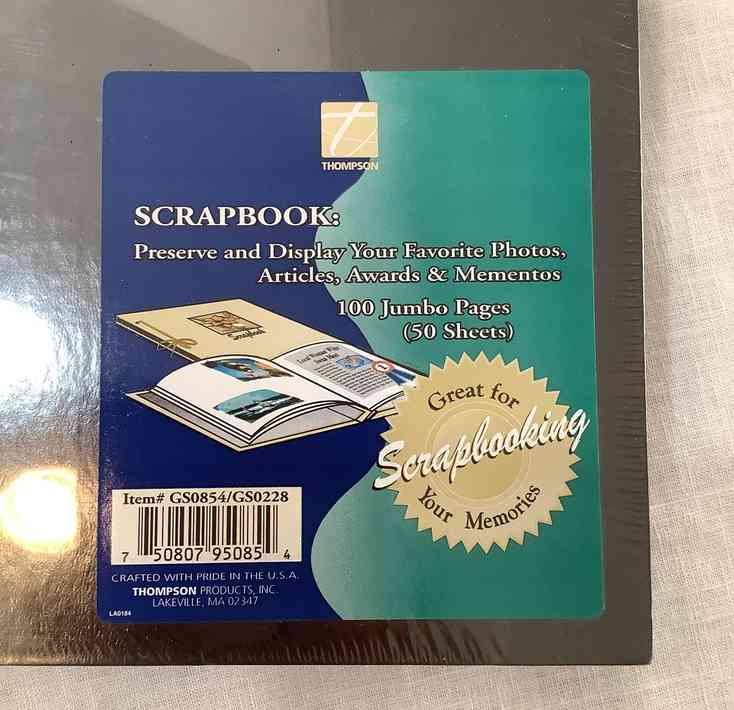 THOMPSON
SCRAPBOOK:
Preserve and Display Your Favorite Photos,
Articles, Awards & Mementos
100 Jumbo Pages
(50 Sheets)
Scrapbook
Great for
Scrapbooking
Your Memories
Item# GS0854/GS0228
7 50807 95085 4
CRAFTED WITH PRIDE IN THE U.S.A.
THOMPSON PRODUCTS, INC.
LAKEVILLE, MA 02347
LA0184